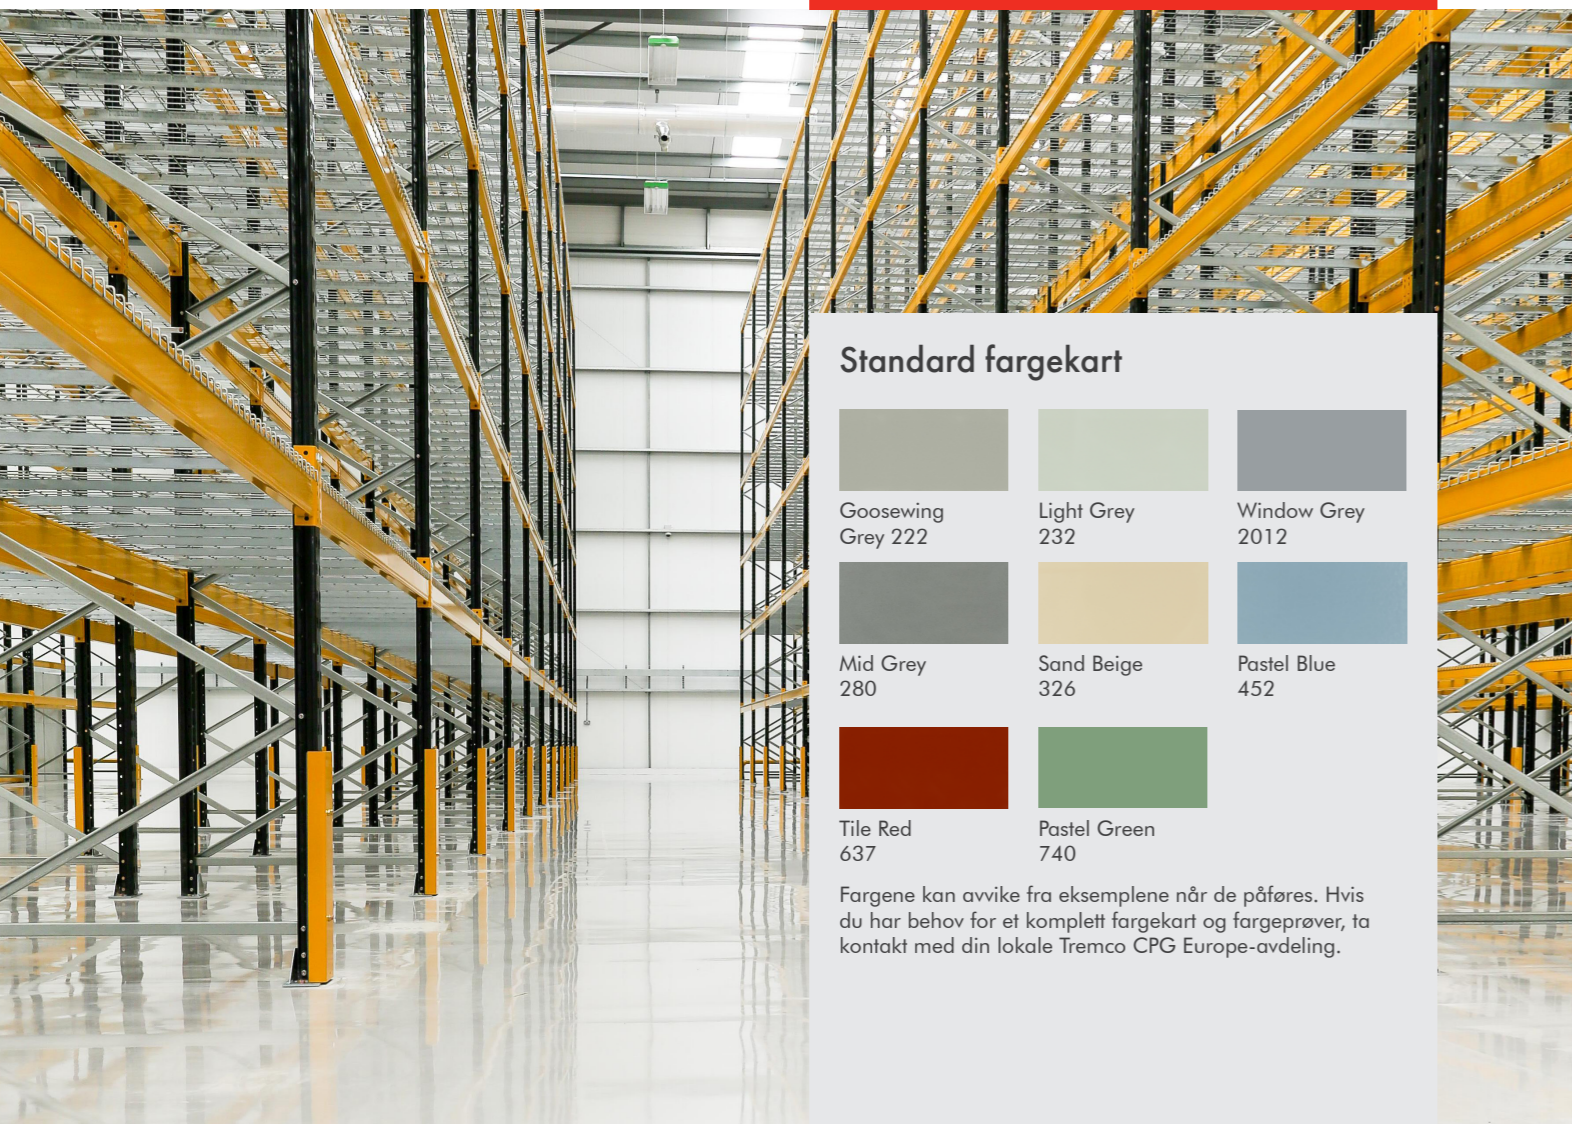 Standard fargekart
Goosewing
Grey 222
Light Grey
232
Window Grey
2012
Mid Grey
280
Sand Beige
326
Pastel Blue
452
Tile Red
637
Pastel Green
740
Fargene kan avvike fra eksemplene når de påføres. Hvis
du har behov for et komplett fargekart og fargeprøver, ta
kontakt med din lokale Tremco CPG Europe-avdeling.